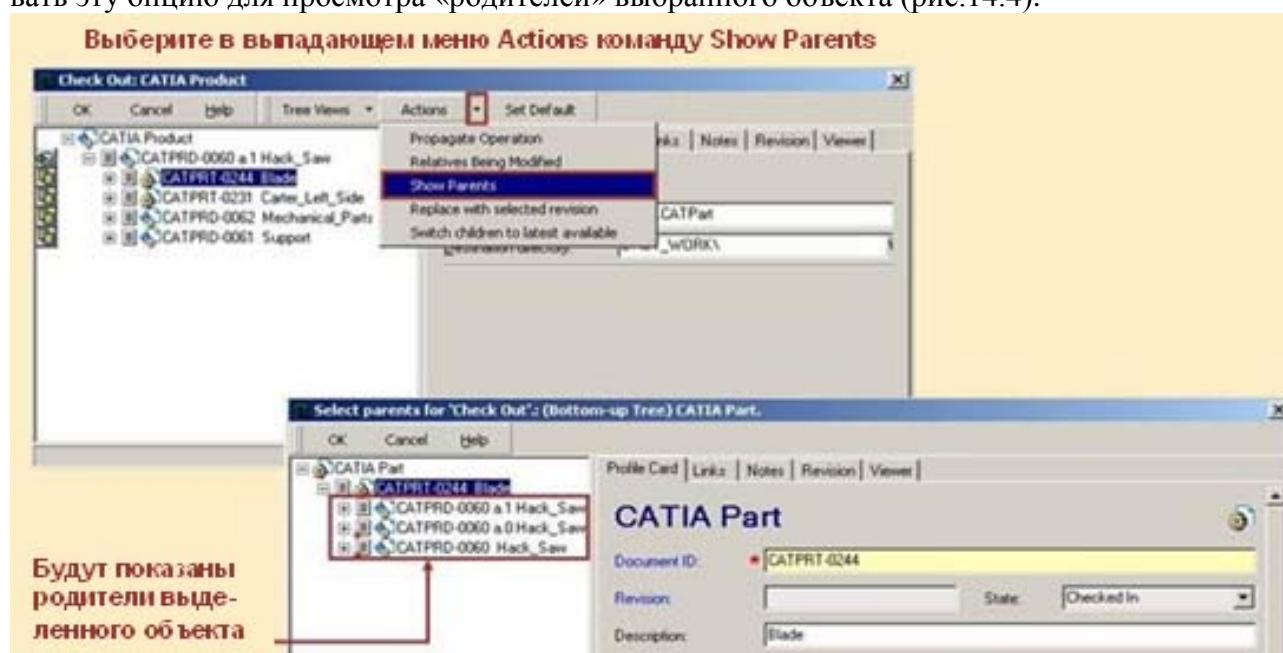 вать эту опцию для просмотра «родителей» выбранного объекта (рис.14.4).
Выберите в выпадающем меню Actions команду Show Parents
Check Out: CATIA Product
OK Cancel Help Tree Views Actions Set Default
CATIA Product
CATPRD-0060 a.1 Hack_Saw
CATPRT-0244 Blade
CATPRT-0231 Carter_Left_Side
CATPRD-0062 Mechanical_Parts
CATPRD-0061 Support
Propagate Operation
Relatives Being Modified
Show Parents
Replace with selected revision
Switch children to latest available
Notes Revision Viewer
CATPart
Destination directory: _WORK\
Select parents for 'Check Out'.: (Bottom-up Tree) CATIA Part.
OK Cancel Help
CATIA Part
CATPRT-0244 Blade
CATPRD-0060 a.1 Hack_Saw
CATPRD-0060 a.0 Hack_Saw
CATPRD-0060 Hack_Saw
Profile Card Links Notes Revision Viewer
CATIA Part
Document ID: CATPRT-0244
Revision: State: Checked In
Description: Blade
Будут показаны
родители выде-
ленного объекта